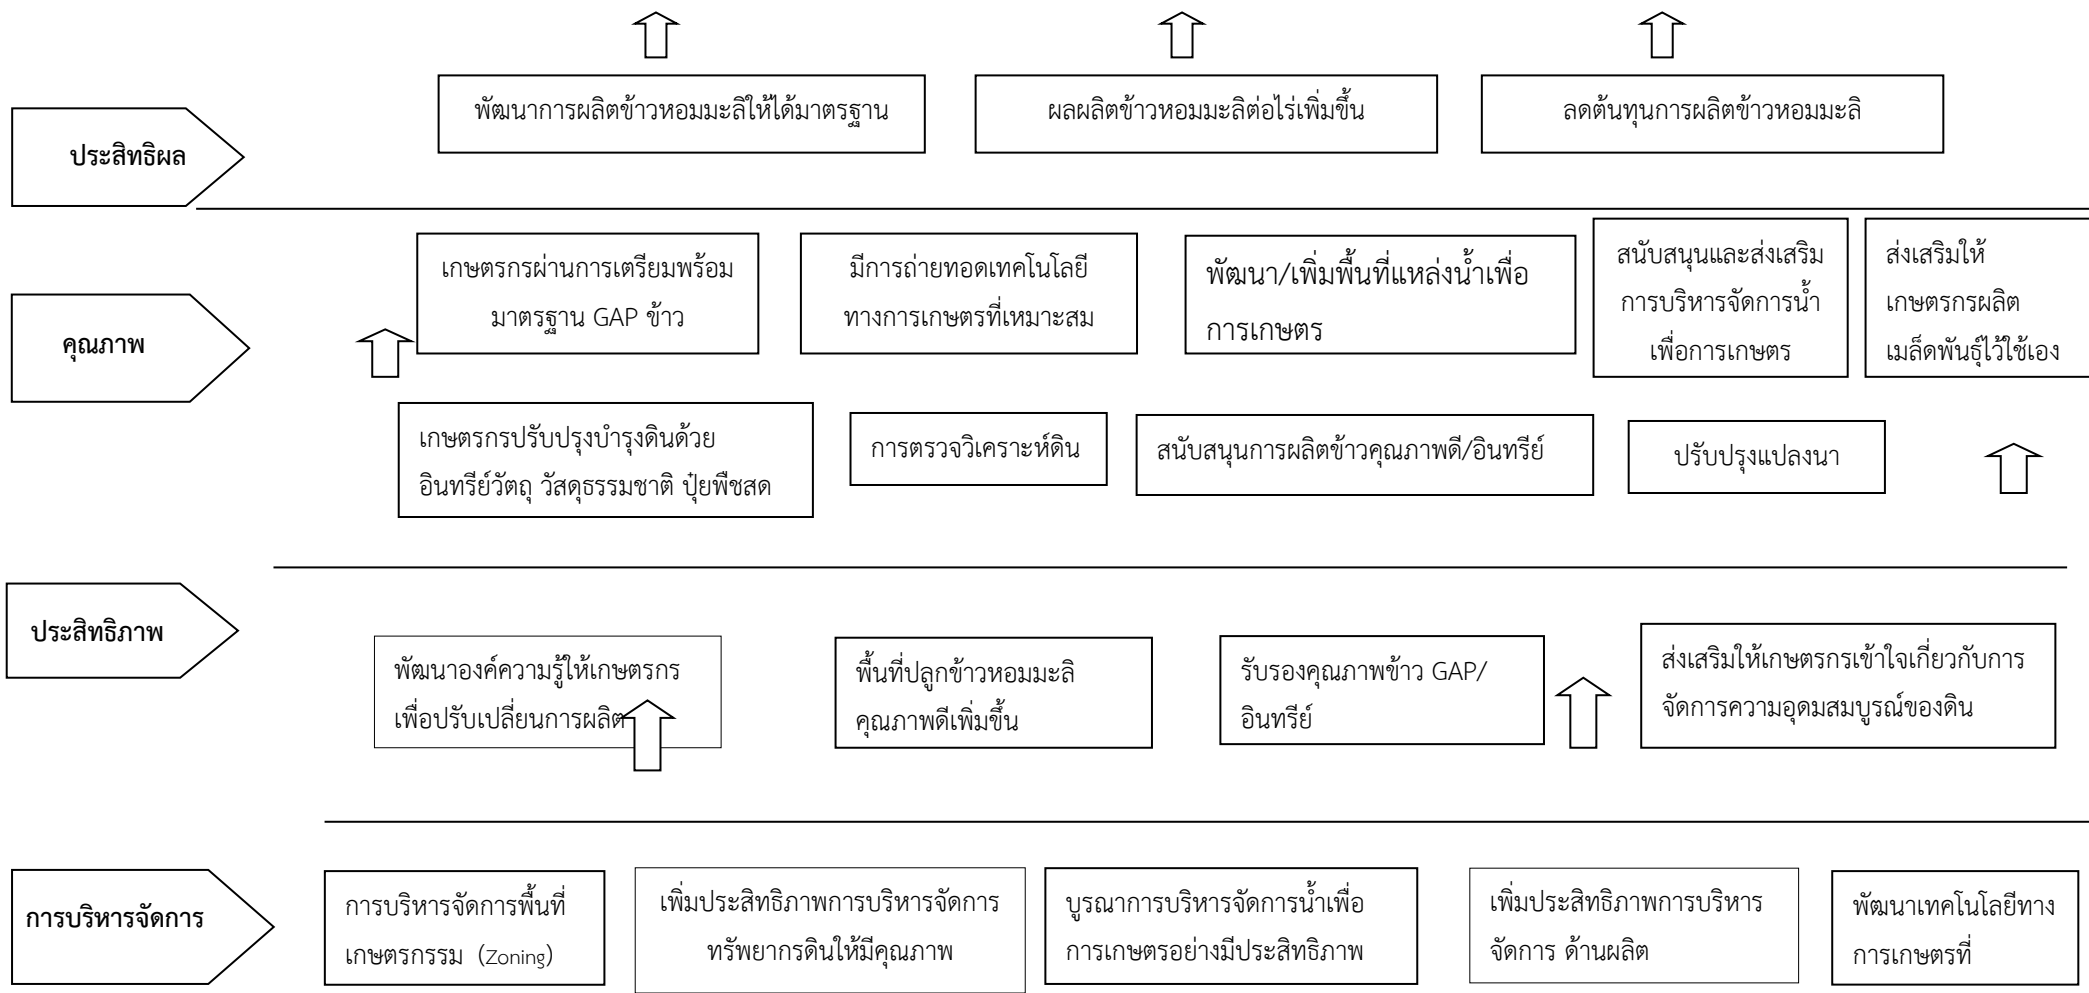 ประสิทธิผล
พัฒนาการผลิตข้าวหอมมะลิให้ได้มาตรฐาน
ผลผลิตข้าวหอมมะลิต่อไร่เพิ่มขึ้น
ลดต้นทุนการผลิตข้าวหอมมะลิ
คุณภาพ
เกษตรกรผ่านการเตรียมพร้อม
มาตรฐาน GAP ข้าว
มีการถ่ายทอดเทคโนโลยี
ทางการเกษตรที่เหมาะสม
พัฒนา/เพิ่มพื้นที่แหล่งน้ำเพื่อ
การเกษตร
สนับสนุนและส่งเสริม
การบริหารจัดการน้ำ
เพื่อการเกษตร
ส่งเสริมให้
เกษตรกรผลิต
เมล็ดพันธุ์ไว้ใช้เอง
เกษตรกรปรับปรุงบำรุงดินด้วย
อินทรีย์วัตถุ วัสดุธรรมชาติ ปุ๋ยพืชสด
การตรวจวิเคราะห์ดิน
สนับสนุนการผลิตข้าวคุณภาพดี/อินทรีย์
ปรับปรุงแปลงนา
ประสิทธิภาพ
พัฒนาองค์ความรู้ให้เกษตรกร
เพื่อปรับเปลี่ยนการผลิต
พื้นที่ปลูกข้าวหอมมะลิ
คุณภาพดีเพิ่มขึ้น
รับรองคุณภาพข้าว GAP/
อินทรีย์
ส่งเสริมให้เกษตรกรเข้าใจเกี่ยวกับการ
จัดการความอุดมสมบูรณ์ของดิน
การบริหารจัดการ
การบริหารจัดการพื้นที่
เกษตรกรรม (Zoning)
เพิ่มประสิทธิภาพการบริหารจัดการ
ทรัพยากรดินให้มีคุณภาพ
บูรณาการบริหารจัดการน้ำเพื่อ
การเกษตรอย่างมีประสิทธิภาพ
เพิ่มประสิทธิภาพการบริหาร
จัดการ ด้านผลิต
พัฒนาเทคโนโลยีทาง
การเกษตรที่